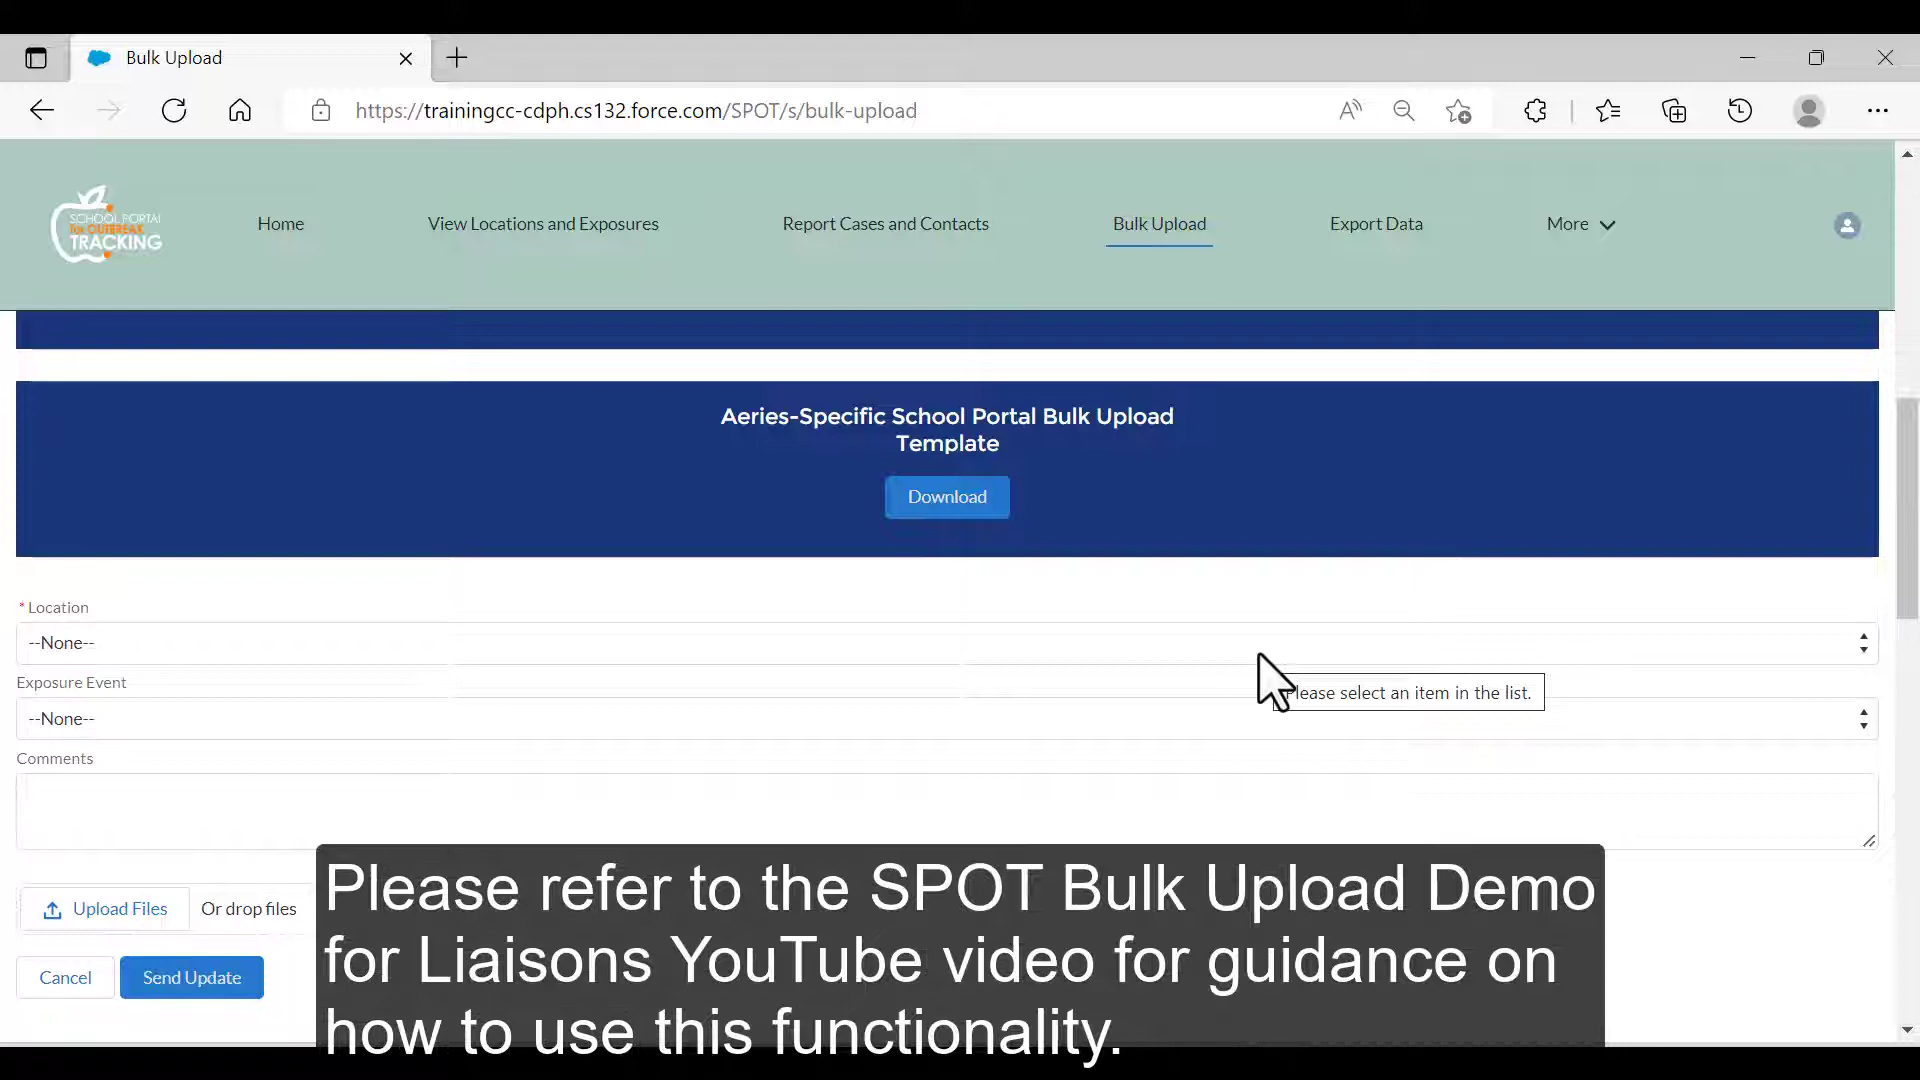 Bulk Upload
https://trainingcc-cdph.cs132.force.com/SPOT/s/bulk-upload
SCHOOL PORTAL
for OUTBREAK
TRACKING
Home
View Locations and Exposures
Report Cases and Contacts
Bulk Upload
Export Data
More
Aeries-Specific School Portal Bulk Upload
Template
Download
* Location
--None--
Please select an item in the list.
Exposure Event
--None--
Comments
Upload Files
Or drop files
Cancel
Send Update
Please refer to the SPOT Bulk Upload Demo
for Liaisons YouTube video for guidance on
how to use this functionality.